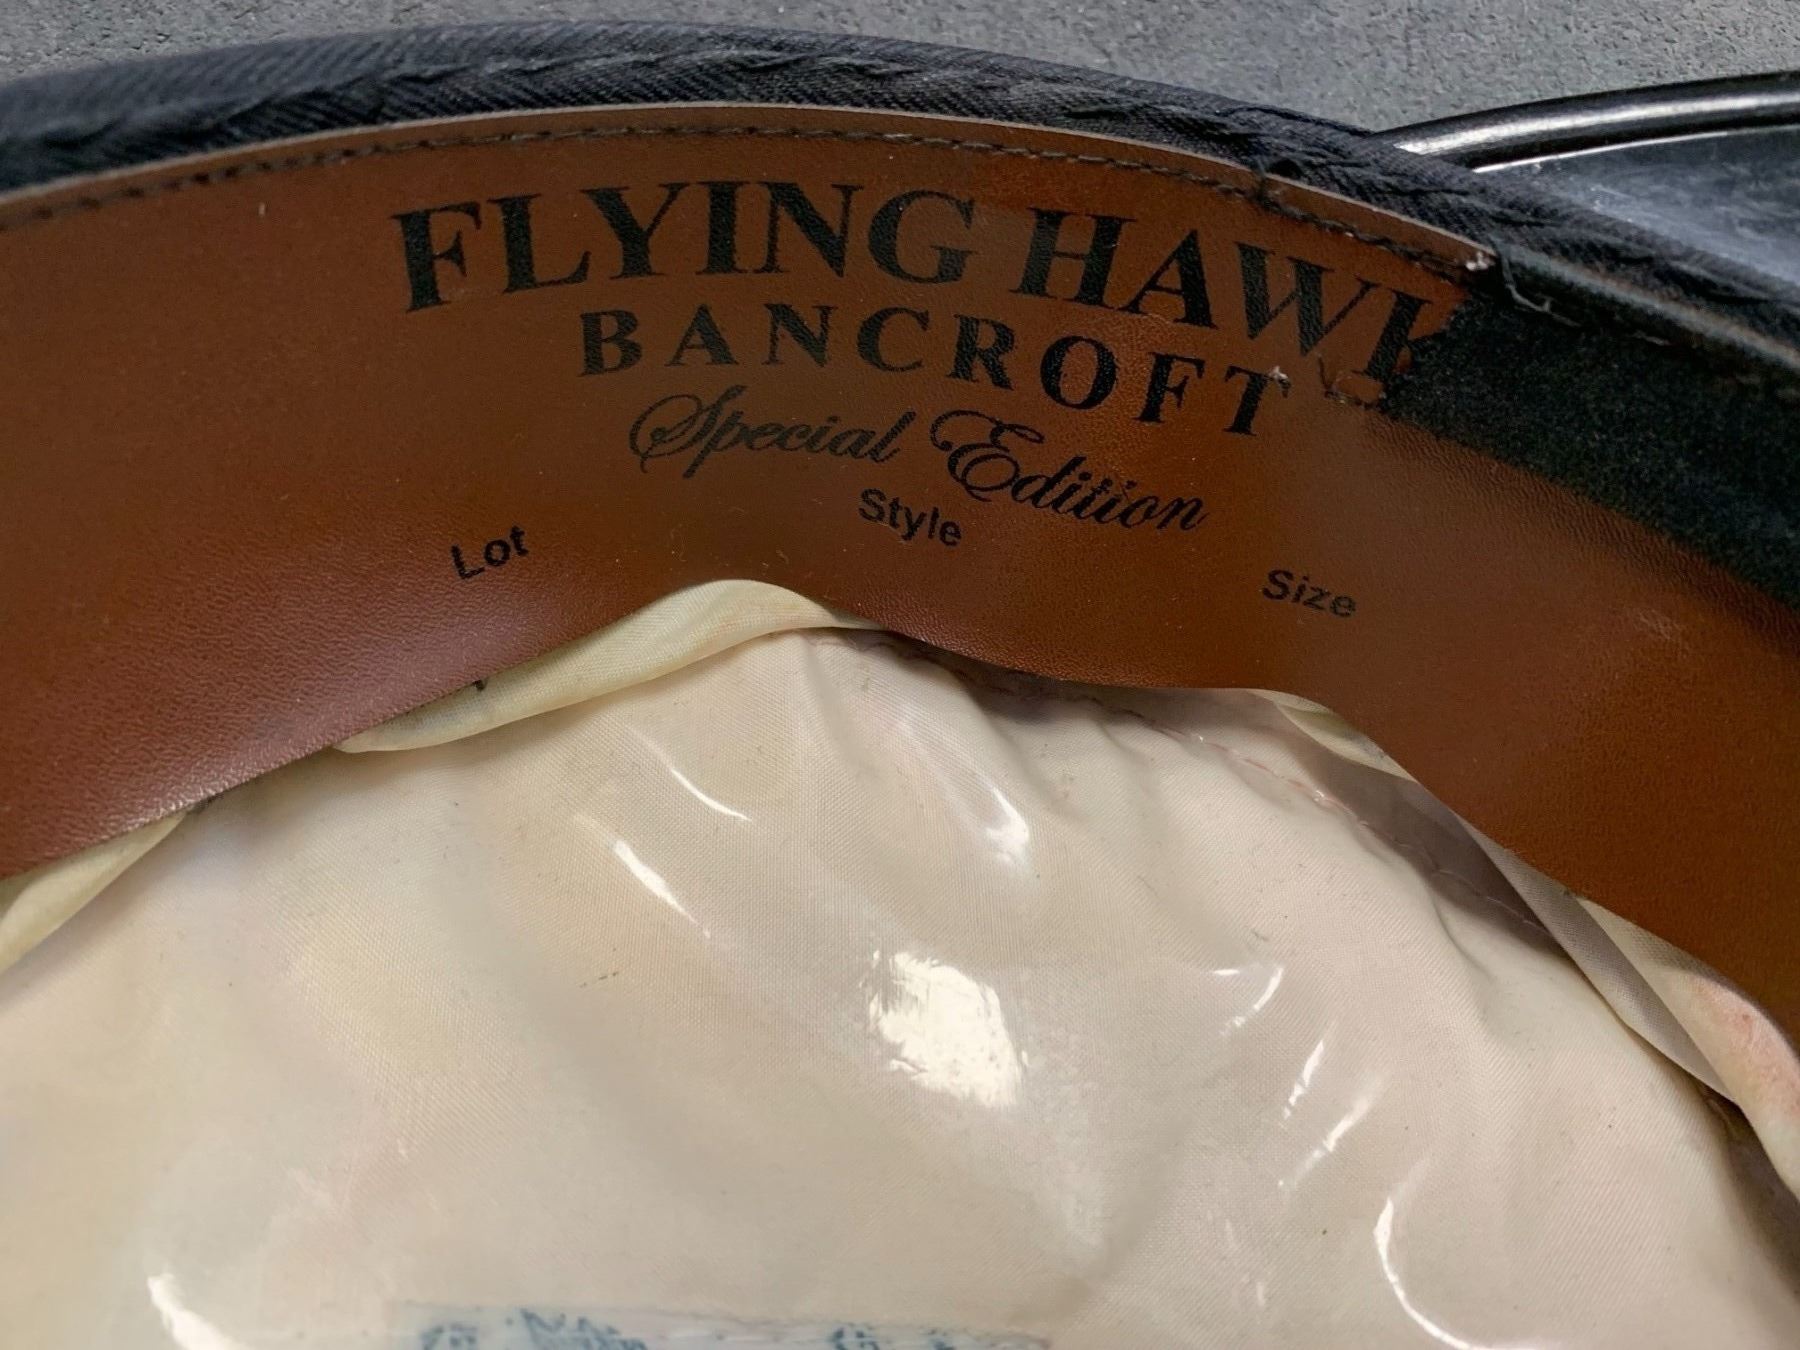 FLYING HAWK
BANCROFT
Special Edition
Lot Style Size